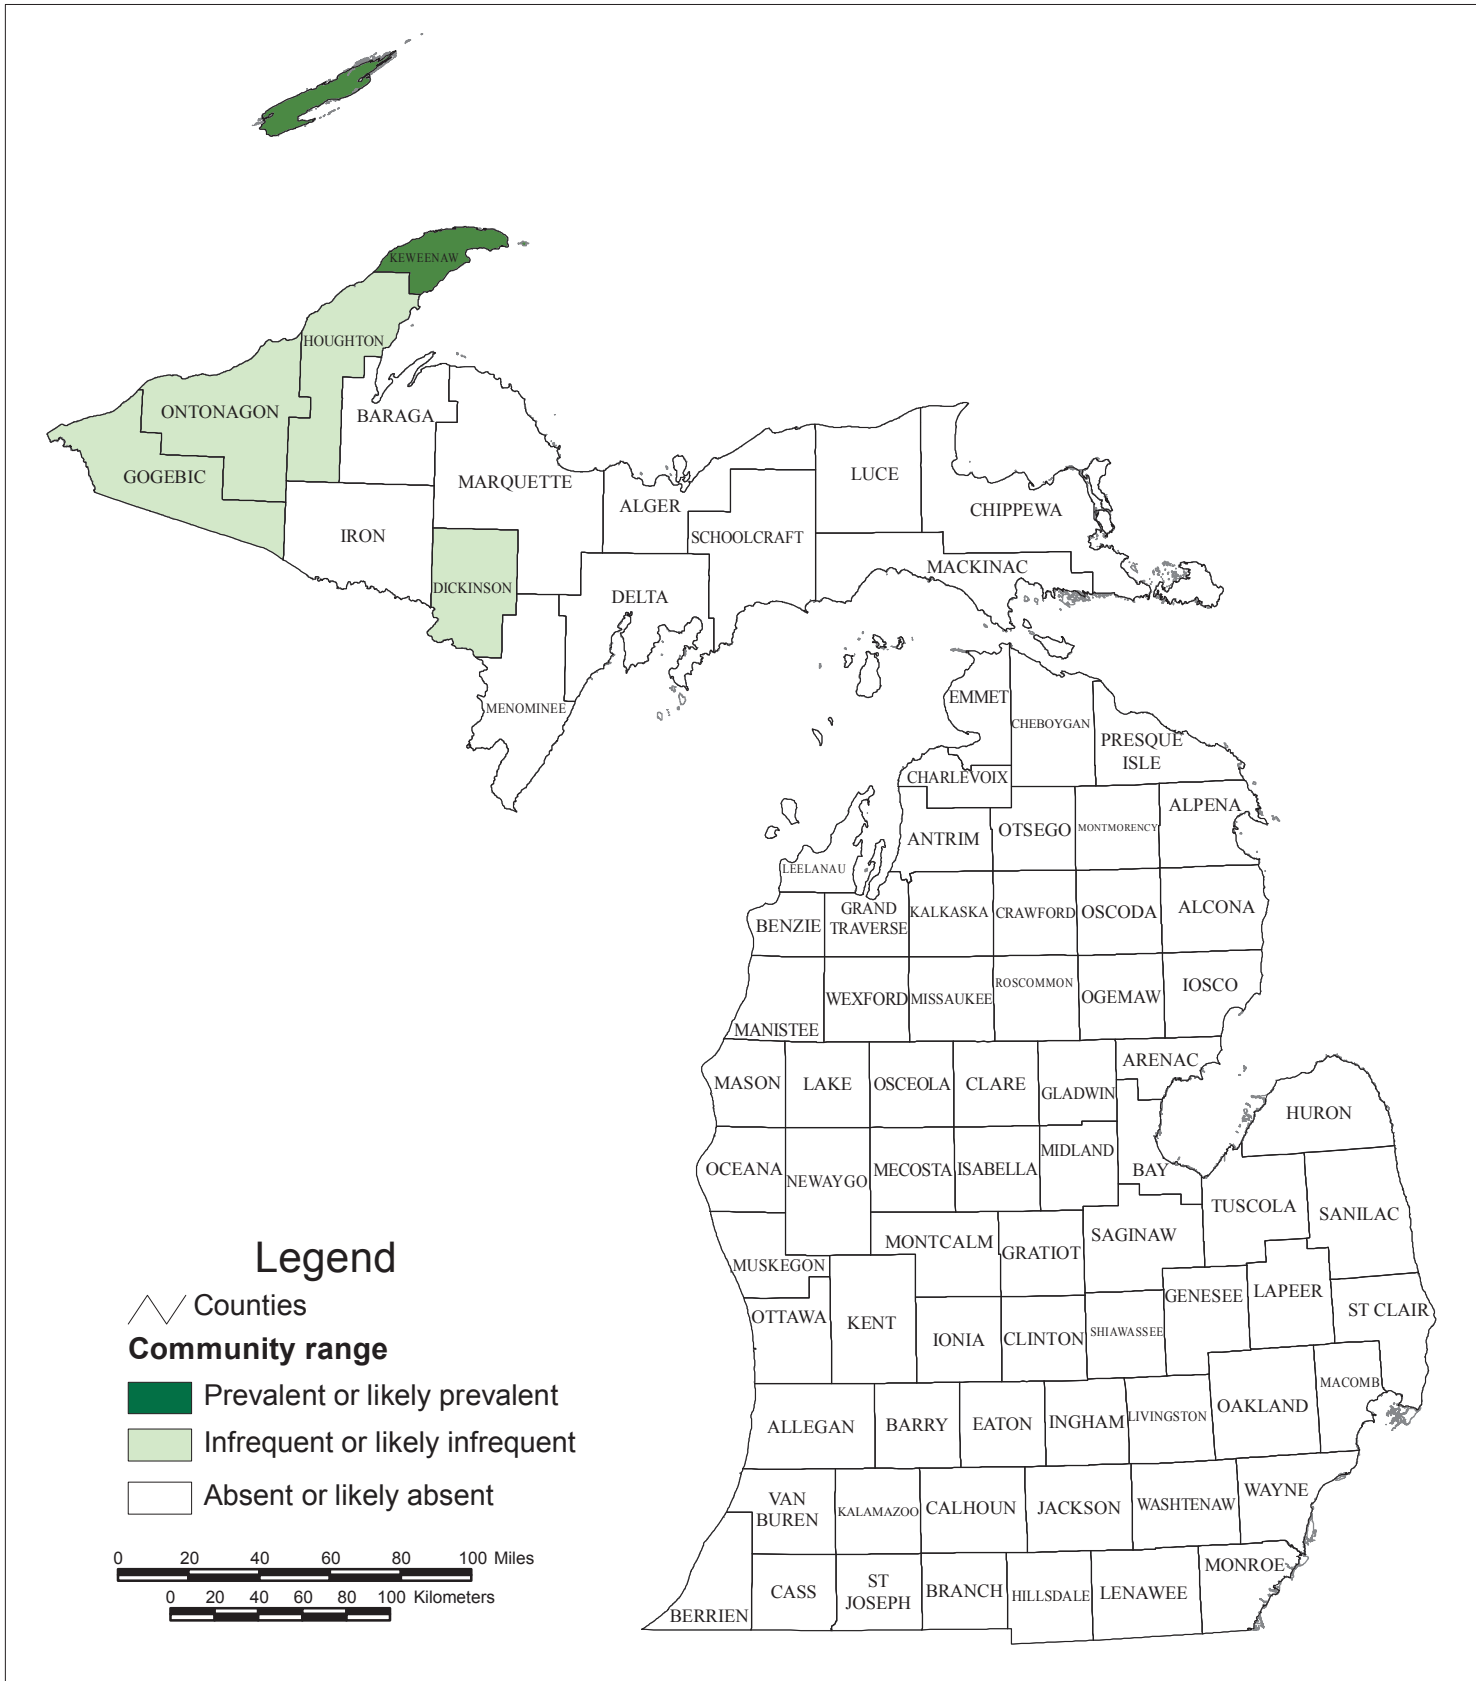 KEWEENAW
HOUGHTON
ONTONAGON
BARAGA
GOGEBIC
MARQUETTE
LUCE
ALGER
CHIPPEWA
IRON
SCHOOLCRAFT
MACKINAC
DICKINSON
DELTA
MENOMINEE
EMMET
CHEBOYGAN
PRESQUE
ISLE
CHARLEVOIX
ALPENA
ANTRIM
OTSEGO
MONTMORENCY
LEELANAU
BENZIE
GRAND
TRAVERSE
KALKASKA
CRAWFORD
OSCODA
ALCONA
MANISTEE
WEXFORD
MISSAUKEE
ROSCOMMON
OGEMAW
IOSCO
ARENAC
MASON
LAKE
OSCEOLA
CLARE
GLADWIN
HURON
OCEANA
NEWAYGO
MECOSTA
ISABELLA
MIDLAND
BAY
TUSCOLA
SANILAC
MUSKEGON
MONTCALM
GRATIOT
SAGINAW
GENESEE
LAPEER
ST CLAIR
OTTAWA
KENT
IONIA
CLINTON
SHIAWASSEE
OAKLAND
MACOMB
ALLEGAN
BARRY
EATON
INGHAM
LIVINGSTON
VAN
BUREN
KALAMAZOO
CALHOUN
JACKSON
WASHTENAW
WAYNE
BERRIEN
CASS
ST
JOSEPH
BRANCH
HILLSDALE
LENAWEE
MONROE
Legend
Counties
Community range
Prevalent or likely prevalent
Infrequent or likely infrequent
Absent or likely absent
0 20 40 60 80 100 Miles
0 20 40 60 80 100 Kilometers